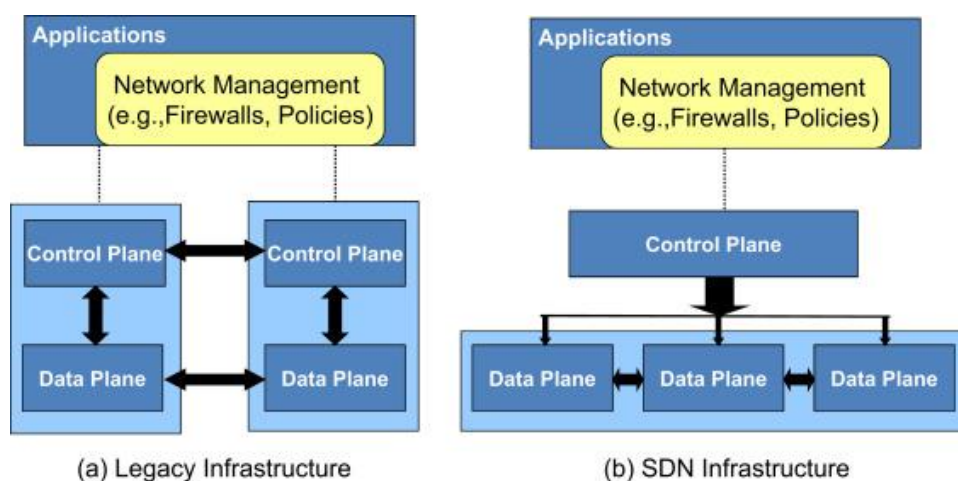 Applications
Network Management
(e.g.,Firewalls, Policies)
Control Plane
Control Plane
Data Plane
Data Plane
(a) Legacy Infrastructure
Applications
Network Management
(e.g.,Firewalls, Policies)
Control Plane
Data Plane
Data Plane
Data Plane
(b) SDN Infrastructure